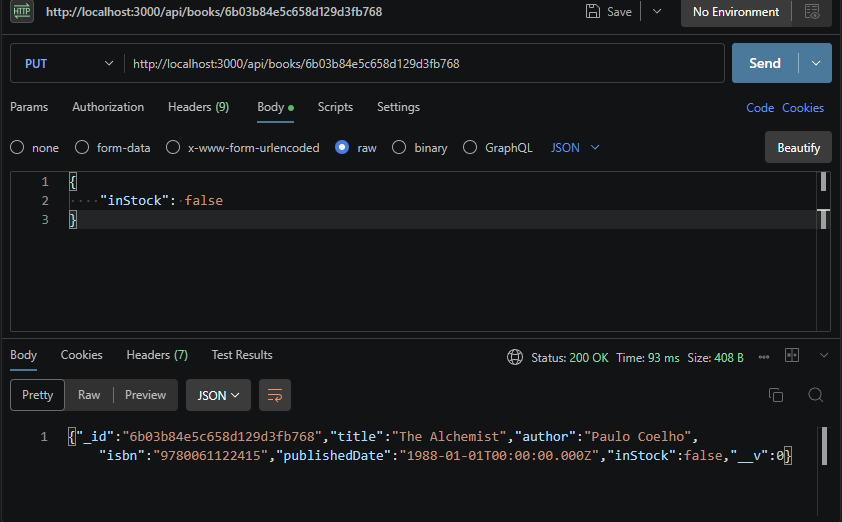 HTTP http://localhost:3000/api/books/6b03b84e5c658d129d3fb768 Save No Environment
PUT http://localhost:3000/api/books/6b03b84e5c658d129d3fb768 Send
Params Authorization Headers (9) Body Scripts Settings Code Cookies
none form-data x-www-form-urlencoded raw binary GraphQL JSON Beautify
1 {
2 "inStock": false
3 }
Body Cookies Headers (7) Test Results Status: 200 OK Time: 93 ms Size: 408 B
Pretty Raw Preview JSON
1 {"_id":"6b03b84e5c658d129d3fb768","title":"The Alchemist","author":"Paulo Coelho",
"isbn":"9780061122415","publishedDate":"1988-01-01T00:00:00.000Z","inStock":false,"__v":0}